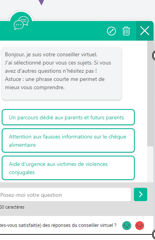 Bonjour, je suis votre conseiller virtuel.
J'ai sélectionné pour vous ces sujets. Si vous
avez d'autres questions n'hésitez pas !
Astuce : une phrase courte me permet de
mieux vous comprendre.
Un parcours dédié aux parents et futurs parents
Attention aux fausses informations sur le chèque
alimentaire
Aide d'urgence aux victimes de violences
conjugales
Posez-moi votre question
caractères
vous satisfait(e) des réponses du conseiller virtuel ?